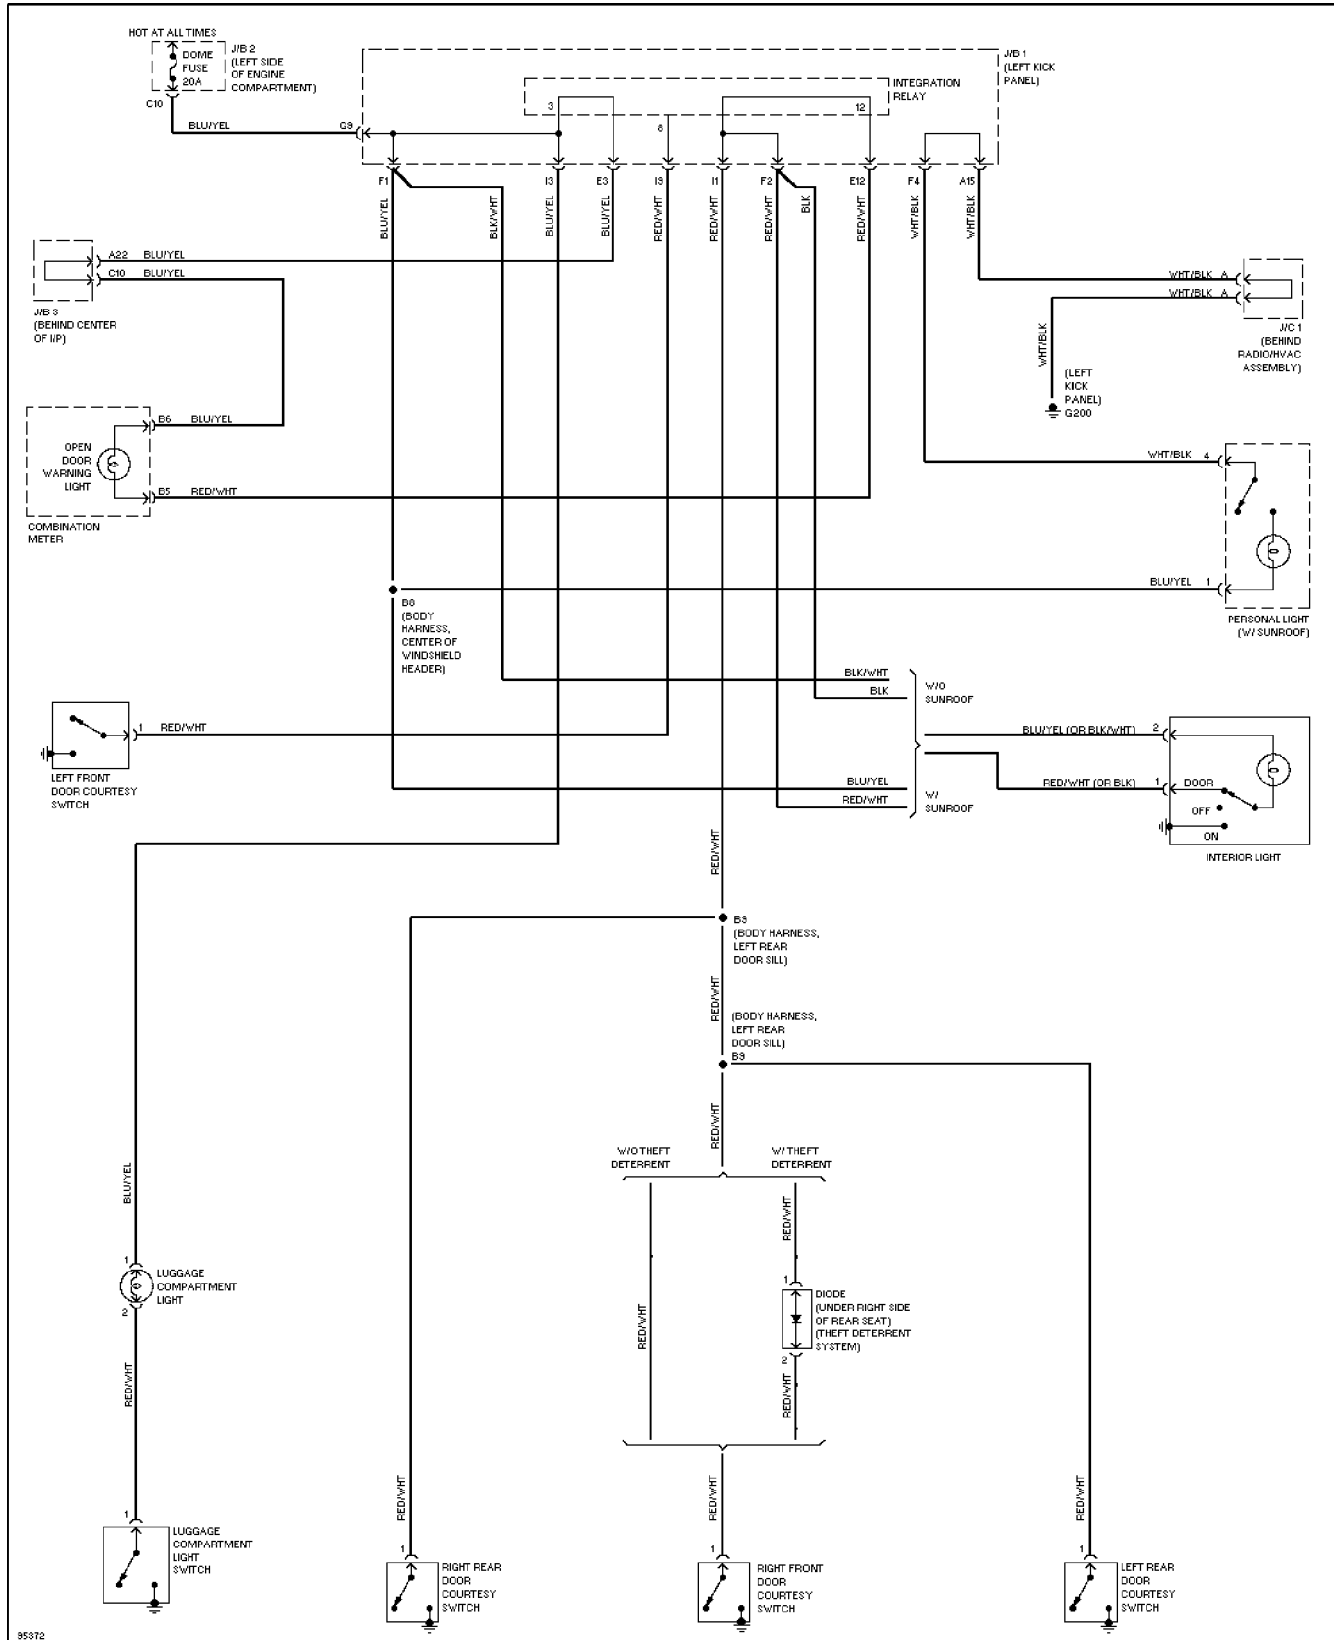 HOT AT ALL TIMES
DOME
FUSE
20A
J/B 2
(LEFT SIDE
OF ENGINE
COMPARTMENT)
C10
BLU/YEL
G9
J/B 1
(LEFT KICK
PANEL)
INTEGRATION
RELAY
3
8
12
F1
I3
E3
I9
I1
F2
E12
F4
A15
BLU/YEL
BLK/WHT
BLU/YEL
BLU/YEL
RED/WHT
RED/WHT
RED/WHT
BLK
RED/WHT
WHT/BLK
WHT/BLK
A22
BLU/YEL
C10
BLU/YEL
J/B 3
(BEHIND CENTER
OF I/P)
WHT/BLK
A
WHT/BLK
A
J/C 1
(BEHIND
RADIO/HVAC
ASSEMBLY)
WHT/BLK
(LEFT
KICK
PANEL)
G200
B6
BLU/YEL
OPEN
DOOR
WARNING
LIGHT
B5
RED/WHT
COMBINATION
METER
WHT/BLK
4
BLU/YEL
1
PERSONAL LIGHT
(W/ SUNROOF)
B8
(BODY
HARNESS,
CENTER OF
WINDSHIELD
HEADER)
BLK/WHT
BLK
W/O
SUNROOF
1
RED/WHT
LEFT FRONT
DOOR COURTESY
SWITCH
BLU/YEL (OR BLK/WHT)
2
BLU/YEL
RED/WHT
W/
SUNROOF
RED/WHT (OR BLK)
1
DOOR
OFF
ON
INTERIOR LIGHT
RED/WHT
B9
(BODY HARNESS,
LEFT REAR
DOOR SILL)
RED/WHT
(BODY HARNESS,
LEFT REAR
DOOR SILL)
B9
RED/WHT
W/O THEFT
DETERRENT
W/ THEFT
DETERRENT
BLU/YEL
RED/WHT
1
LUGGAGE
COMPARTMENT
LIGHT
2
1
DIODE
(UNDER RIGHT SIDE
OF REAR SEAT)
(THEFT DETERRENT
SYSTEM)
2
RED/WHT
RED/WHT
RED/WHT
RED/WHT
RED/WHT
RED/WHT
1
LUGGAGE
COMPARTMENT
LIGHT
SWITCH
1
RIGHT REAR
DOOR
COURTESY
SWITCH
1
RIGHT FRONT
DOOR
COURTESY
SWITCH
1
LEFT REAR
DOOR
COURTESY
SWITCH
95372